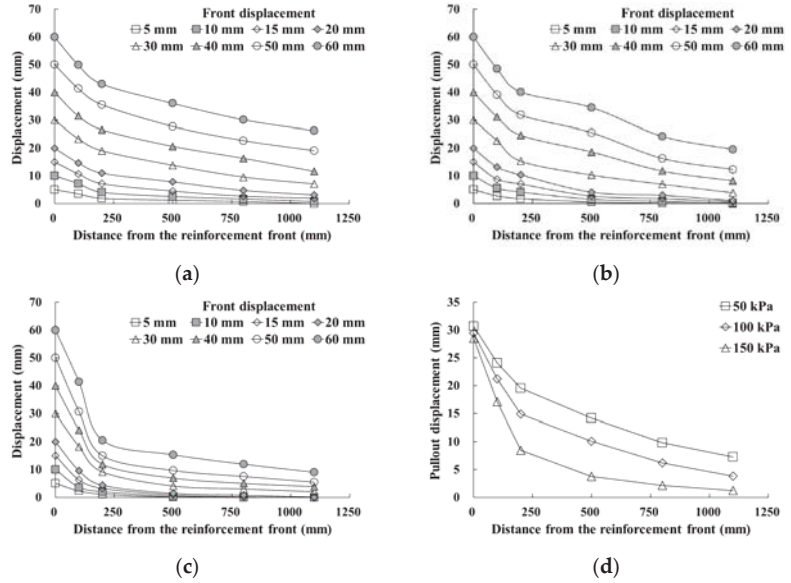 Front displacement
5 mm 10 mm 15 mm 20 mm
30 mm 40 mm 50 mm 60 mm
70
60
50
40
30
20
10
0
Displacement (mm)
0 250 500 750 1000 1250
Distance from the reinforcement front (mm)
(a)
Front displacement
5 mm 10 mm 15 mm 20 mm
30 mm 40 mm 50 mm 60 mm
70
60
50
40
30
20
10
0
Displacement (mm)
0 250 500 750 1000 1250
Distance from the reinforcement front (mm)
(b)
Front displacement
5 mm 10 mm 15 mm 20 mm
30 mm 40 mm 50 mm 60 mm
70
60
50
40
30
20
10
0
Displacement (mm)
0 250 500 750 1000 1250
Distance from the reinforcement front (mm)
(c)
50 kPa
100 kPa
150 kPa
35
30
25
20
15
10
5
0
Pullout displacement (mm)
0 250 500 750 1000 1250
Distance from the reinforcement front (mm)
(d)